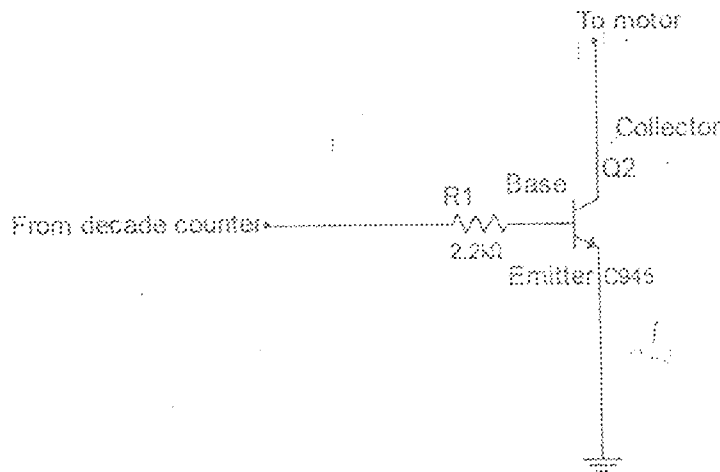 To motor
Collector
Q2
Base
R1
From decade counter
2.2kΩ
Emitter C945